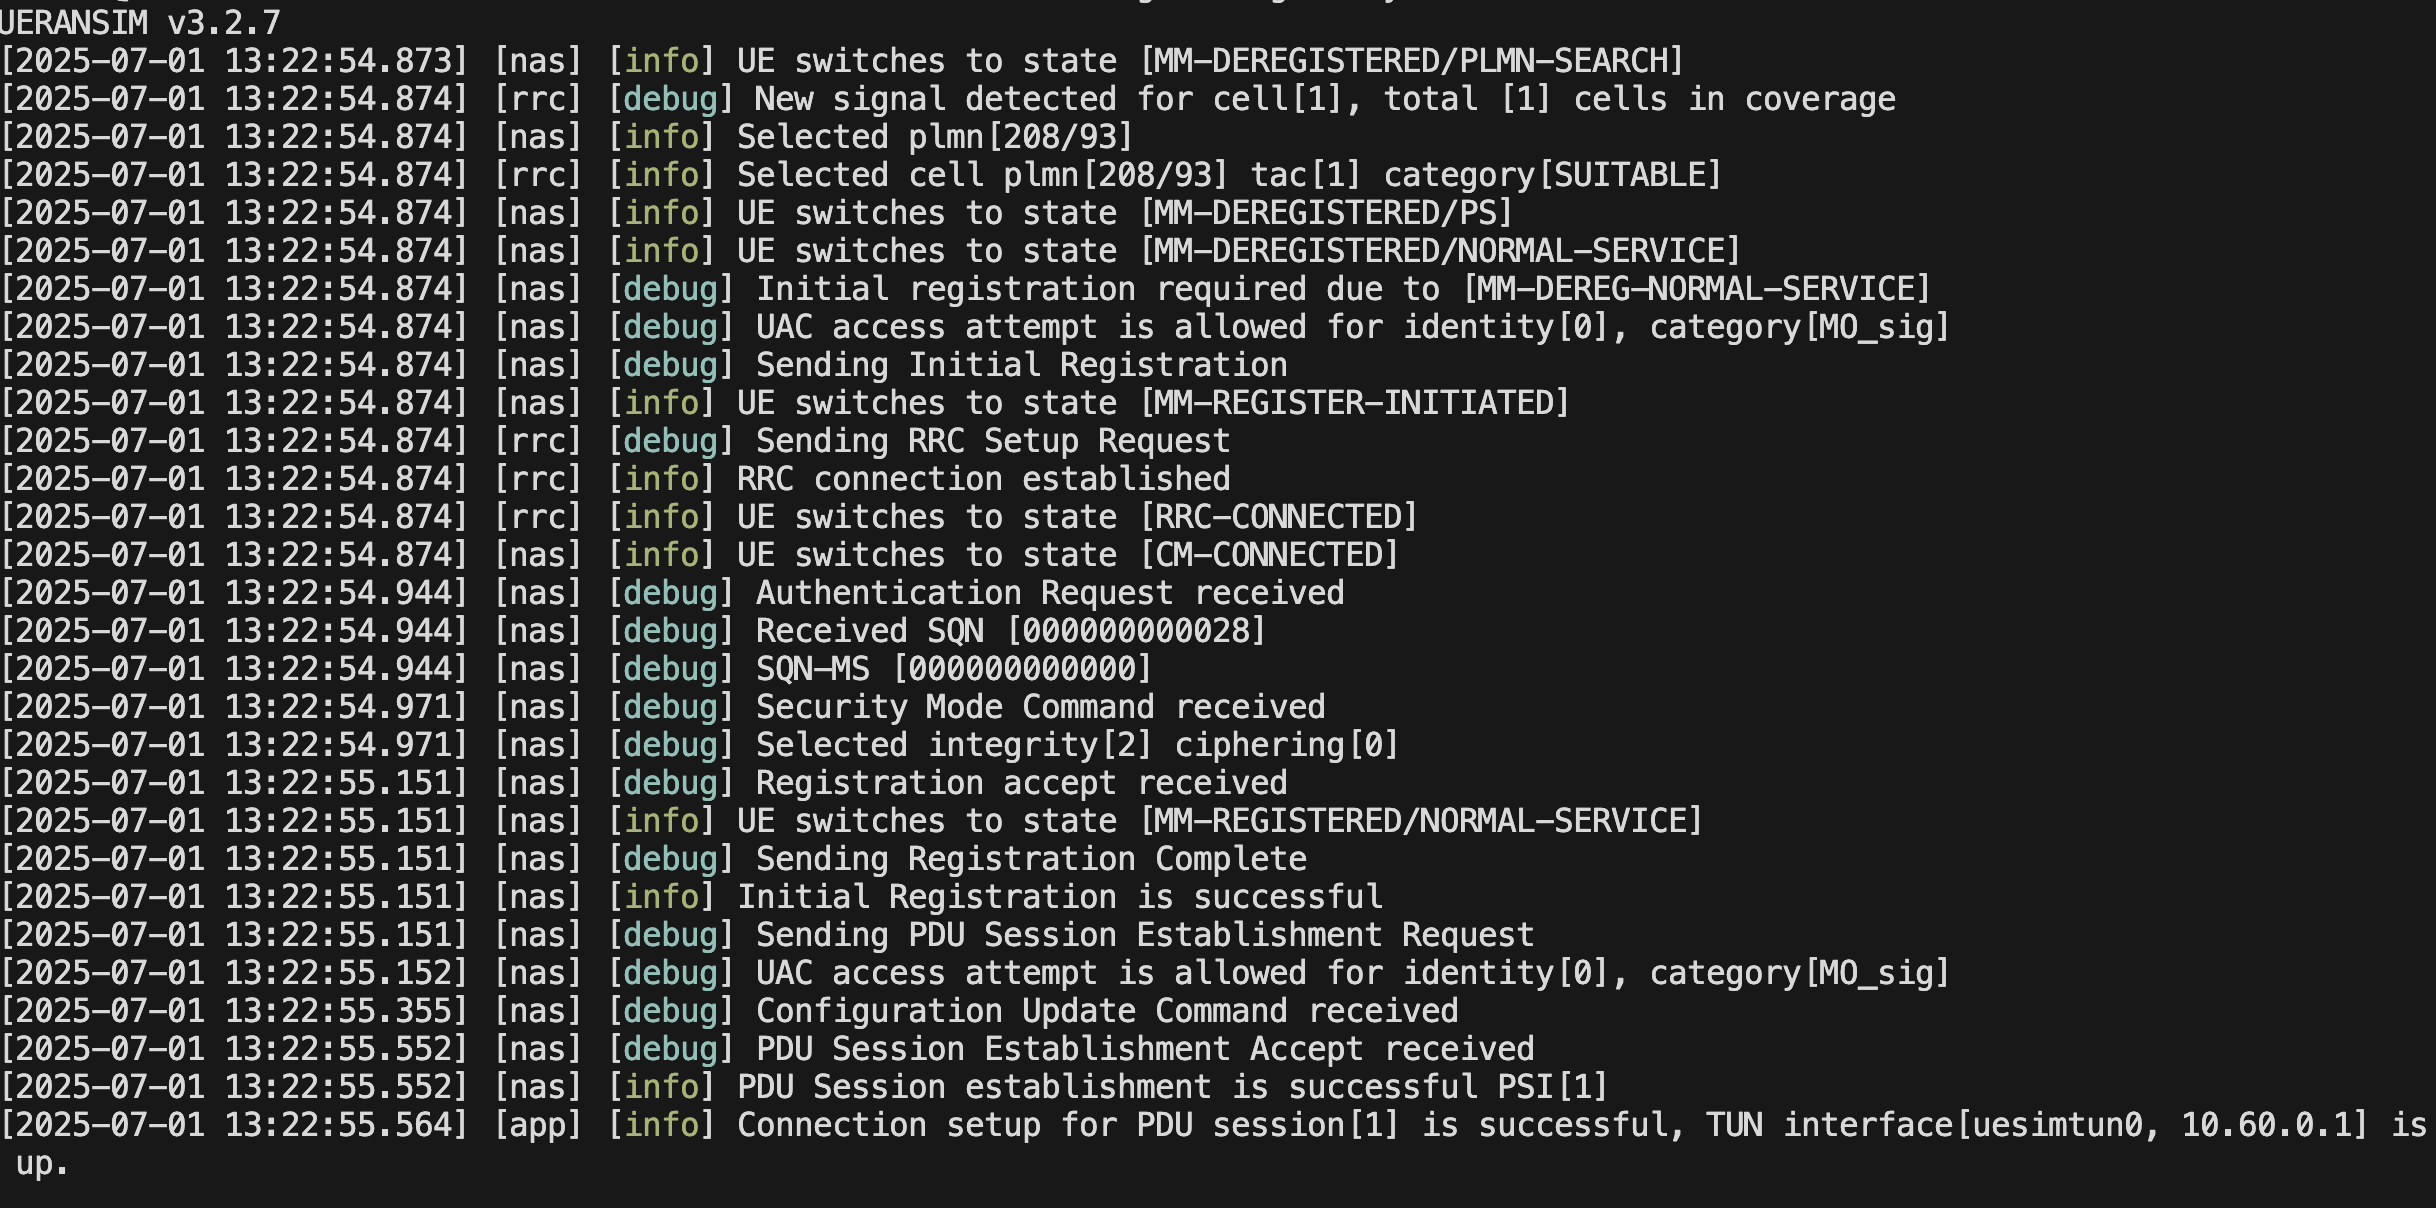 UERANSIM v3.2.7
[2025-07-01 13:22:54.873] [nas] [info] UE switches to state [MM-DEREGISTERED/PLMN-SEARCH]
[2025-07-01 13:22:54.874] [rrc] [debug] New signal detected for cell[1], total [1] cells in coverage
[2025-07-01 13:22:54.874] [nas] [info] Selected plmn[208/93]
[2025-07-01 13:22:54.874] [rrc] [info] Selected cell plmn[208/93] tac[1] category[SUITABLE]
[2025-07-01 13:22:54.874] [nas] [info] UE switches to state [MM-DEREGISTERED/PS]
[2025-07-01 13:22:54.874] [nas] [info] UE switches to state [MM-DEREGISTERED/NORMAL-SERVICE]
[2025-07-01 13:22:54.874] [nas] [debug] Initial registration required due to [MM-DEREG-NORMAL-SERVICE]
[2025-07-01 13:22:54.874] [nas] [debug] UAC access attempt is allowed for identity[0], category[MO_sig]
[2025-07-01 13:22:54.874] [nas] [debug] Sending Initial Registration
[2025-07-01 13:22:54.874] [nas] [info] UE switches to state [MM-REGISTER-INITIATED]
[2025-07-01 13:22:54.874] [rrc] [debug] Sending RRC Setup Request
[2025-07-01 13:22:54.874] [rrc] [info] RRC connection established
[2025-07-01 13:22:54.874] [rrc] [info] UE switches to state [RRC-CONNECTED]
[2025-07-01 13:22:54.874] [nas] [info] UE switches to state [CM-CONNECTED]
[2025-07-01 13:22:54.944] [nas] [debug] Authentication Request received
[2025-07-01 13:22:54.944] [nas] [debug] Received SQN [000000000028]
[2025-07-01 13:22:54.944] [nas] [debug] SQN-MS [000000000000]
[2025-07-01 13:22:54.971] [nas] [debug] Security Mode Command received
[2025-07-01 13:22:54.971] [nas] [debug] Selected integrity[2] ciphering[0]
[2025-07-01 13:22:55.151] [nas] [debug] Registration accept received
[2025-07-01 13:22:55.151] [nas] [info] UE switches to state [MM-REGISTERED/NORMAL-SERVICE]
[2025-07-01 13:22:55.151] [nas] [debug] Sending Registration Complete
[2025-07-01 13:22:55.151] [nas] [info] Initial Registration is successful
[2025-07-01 13:22:55.151] [nas] [debug] Sending PDU Session Establishment Request
[2025-07-01 13:22:55.152] [nas] [debug] UAC access attempt is allowed for identity[0], category[MO_sig]
[2025-07-01 13:22:55.355] [nas] [debug] Configuration Update Command received
[2025-07-01 13:22:55.552] [nas] [debug] PDU Session Establishment Accept received
[2025-07-01 13:22:55.552] [nas] [info] PDU Session establishment is successful PSI[1]
[2025-07-01 13:22:55.564] [app] [info] Connection setup for PDU session[1] is successful, TUN interface[uesimtun0, 10.60.0.1] is
up.